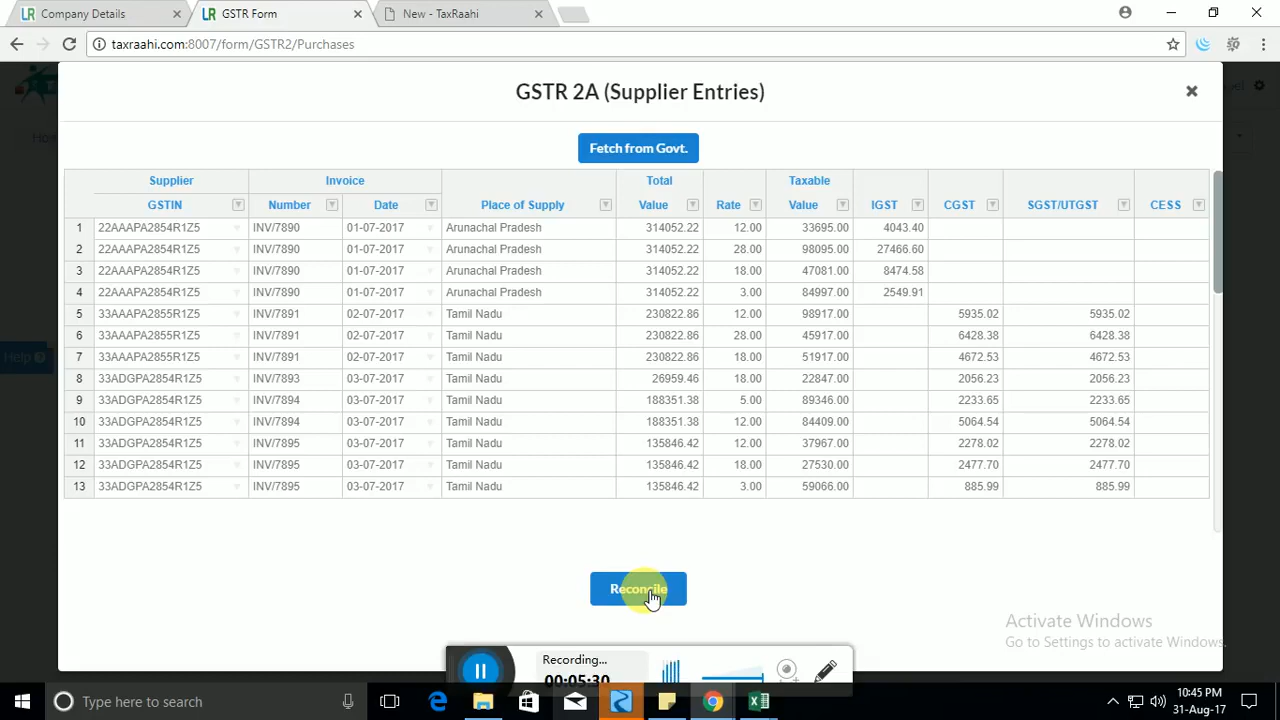 Company Details
GSTR Form
New - TaxRaahi
taxraahi.com:8007/form/GSTR2/Purchases
GSTR 2A (Supplier Entries)
Fetch from Govt.
Supplier Invoice Total Taxable
GSTIN Number Date Place of Supply Value Rate Value IGST CGST SGST/UTGST CESS
1 22AAAPA2854R1Z5 INV/7890 01-07-2017 Arunachal Pradesh 314052.22 12.00 33695.00 4043.40
2 22AAAPA2854R1Z5 INV/7890 01-07-2017 Arunachal Pradesh 314052.22 28.00 98095.00 27466.60
3 22AAAPA2854R1Z5 INV/7890 01-07-2017 Arunachal Pradesh 314052.22 18.00 47081.00 8474.58
4 22AAAPA2854R1Z5 INV/7890 01-07-2017 Arunachal Pradesh 314052.22 3.00 84997.00 2549.91
5 33AAAPA2855R1Z5 INV/7891 02-07-2017 Tamil Nadu 230822.86 12.00 98917.00 5935.02 5935.02
6 33AAAPA2855R1Z5 INV/7891 02-07-2017 Tamil Nadu 230822.86 28.00 45917.00 6428.38 6428.38
7 33AAAPA2855R1Z5 INV/7891 02-07-2017 Tamil Nadu 230822.86 18.00 51917.00 4672.53 4672.53
8 33ADGPA2854R1Z5 INV/7893 03-07-2017 Tamil Nadu 26959.46 18.00 22847.00 2056.23 2056.23
9 33ADGPA2854R1Z5 INV/7894 03-07-2017 Tamil Nadu 188351.38 5.00 89346.00 2233.65 2233.65
10 33ADGPA2854R1Z5 INV/7894 03-07-2017 Tamil Nadu 188351.38 12.00 84409.00 5064.54 5064.54
11 33ADGPA2854R1Z5 INV/7895 03-07-2017 Tamil Nadu 135846.42 12.00 37967.00 2278.02 2278.02
12 33ADGPA2854R1Z5 INV/7895 03-07-2017 Tamil Nadu 135846.42 18.00 27530.00 2477.70 2477.70
13 33ADGPA2854R1Z5 INV/7895 03-07-2017 Tamil Nadu 135846.42 3.00 59066.00 885.99 885.99
Help
Reconcile
Activate Windows
Go to Settings to activate Windows.
Recording...
00:05:30
Type here to search
10:45 PM
31-Aug-17